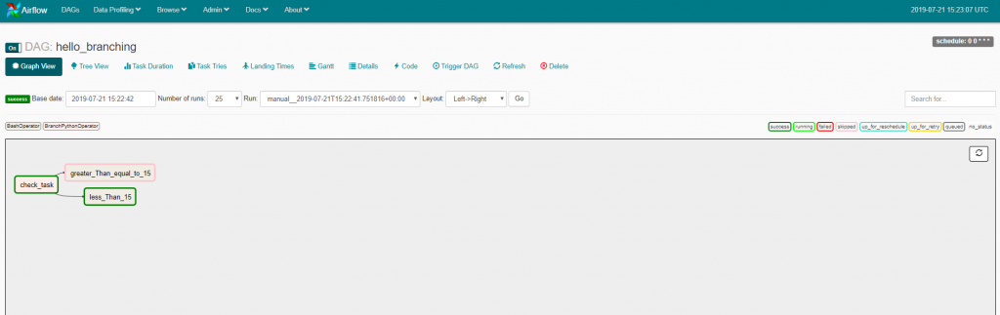 Airflow DAGs Data Profiling Browse Admin Docs About 2019-07-21 15:23:07 UTC
schedule: 0 0 * * *
On DAG: hello_branching
Graph View Tree View Task Duration Task Tries Landing Times Gantt Details Code Trigger DAG Refresh Delete
success Base date: 2019-07-21 15:22:42 Number of runs: 25 Run: manual__2019-07-21T15:22:41.751816+00:00 Layout: Left->Right Go Search for...
BashOperator BranchPythonOperator success running failed skipped up_for_reschedule up_for_retry queued no_status
greater_Than_equal_to_15
check_task
less_Than_15